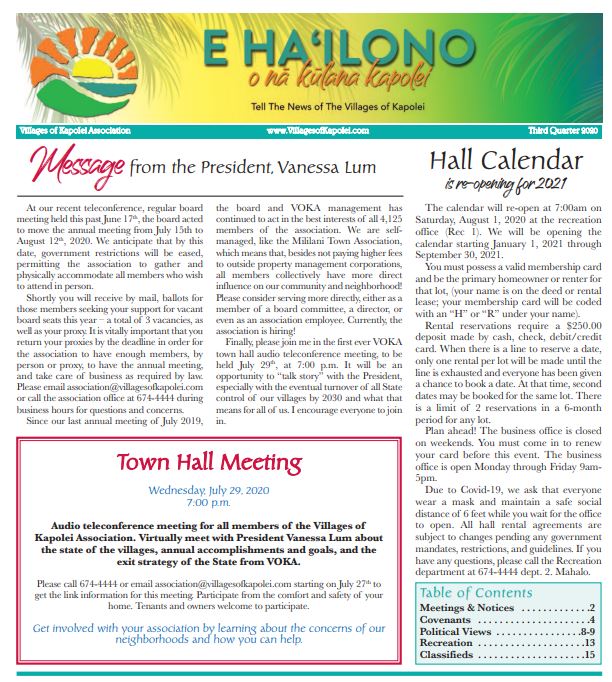 E HA‘ILONO
o nā kūlana kapolei
Tell The News of The Villages of Kapolei
Villages of Kapolei Association
www.VillagesofKapolei.com
Third Quarter 2020
Message from the President, Vanessa Lum
At our recent teleconference, regular board
meeting held this past June 17th, the board acted
to move the annual meeting from July 15th to
August 12th, 2020. We anticipate that by this
date, government restrictions will be eased,
permitting the association to gather and
physically accommodate all members who wish
to attend in person.
Shortly you will receive by mail, ballots for
those members seeking your support for vacant
board seats this year – a total of 3 vacancies, as
well as your proxy. It is vitally important that you
return your proxies by the deadline in order for
the association to have enough members, by
person or proxy, to have the annual meeting,
and take care of business as required by law.
Please email association@villagesofkapolei.com
or call the association office at 674-4444 during
business hours for questions and concerns.
Since our last annual meeting of July 2019,
the board and VOKA management has
continued to act in the best interests of all 4,125
members of the association. We are self-
managed, like the Mililani Town Association,
which means that, besides not paying higher fees
to outside property management corporations,
all members collectively have more direct
influence on our community and neighborhood!
Please consider serving more directly, either as a
member of a board committee, a director, or
even as an association employee. Currently, the
association is hiring!
Finally, please join me in the first ever VOKA
town hall audio teleconference meeting, to be
held July 29th, at 7:00 p.m. It will be an
opportunity to “talk story” with the President,
especially with the eventual turnover of all State
control of our villages by 2030 and what that
means for all of us. I encourage everyone to join
in.
Town Hall Meeting
Wednesday, July 29, 2020
7:00 p.m.
Audio teleconference meeting for all members of the Villages of
Kapolei Association. Virtually meet with President Vanessa Lum about
the state of the villages, annual accomplishments and goals, and the
exit strategy of the State from VOKA.
Please call 674-4444 or email association@villagesofkapolei.com starting on July 27th to
get the link information for this meeting. Participate from the comfort and safety of your
home. Tenants and owners welcome to participate.
Get involved with your association by learning about the concerns of our
neighborhoods and how you can help.
Hall Calendar
is re-opening for 2021
The calendar will re-open at 7:00am on
Saturday, August 1, 2020 at the recreation
office (Rec 1). We will be opening the
calendar starting January 1, 2021 through
September 30, 2021.
You must possess a valid membership card
and be the primary homeowner or renter for
that lot, (your name is on the deed or rental
lease; your membership card will be coded
with an “H” or “R” under your name).
Rental reservations require a $250.00
deposit made by cash, check, debit/credit
card. When there is a line to reserve a date,
only one rental per lot will be made until the
line is exhausted and everyone has been given
a chance to book a date. At that time, second
dates may be booked for the same lot. There
is a limit of 2 reservations in a 6-month
period for any lot.
Plan ahead! The business office is closed
on weekends. You must come in to renew
your card before this event. The business
office is open Monday through Friday 9am-
5pm.
Due to Covid-19, we ask that everyone
wear a mask and maintain a safe social
distance of 6 feet while you wait for the office
to open. All hall rental agreements are
subject to changes pending any government
mandates, restrictions, and guidelines. If you
have any questions, please call the Recreation
department at 674-4444 dept. 2. Mahalo.
Table of Contents
Meetings & Notices . . . . . . . . . . . .2
Covenants . . . . . . . . . . . . . . . . . . .4
Political Views . . . . . . . . . . . . . . .8-9
Recreation . . . . . . . . . . . . . . . . . .13
Classifieds . . . . . . . . . . . . . . . . . .15